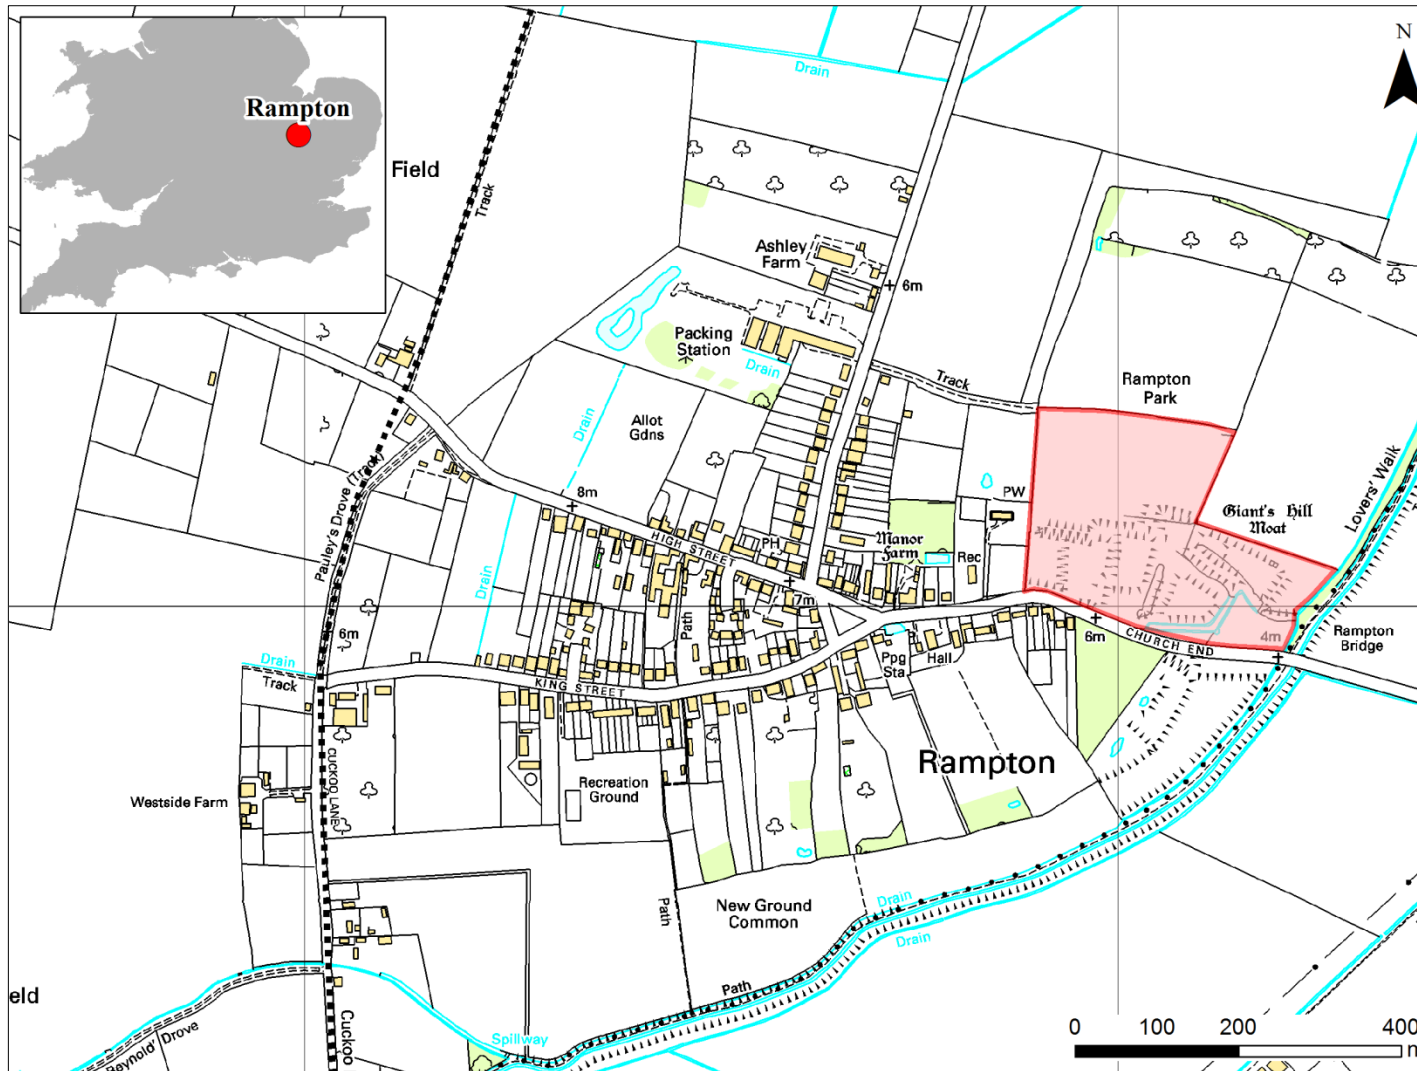 N
Rampton
Field
Track
Drain
Ashley
Farm
6m
Packing
Station
Drain
Track
Rampton
Park
Drain
Allot
Gdns
Lovers' Walk
Pauley's Drove (Track)
8m
PW
Giant's Hill
Moat
HIGH STREET
PH
Manor
Farm
Rec
Drain
7m
6m
Path
6m
CHURCH END
4m
Rampton
Bridge
Drain
Track
KING STREET
Ppg
Sta
Hall
CUCKOO LANE
Rampton
Westside Farm
Recreation
Ground
Path
New Ground
Common
Drain
Drain
Path
eld
Reynold' Drove
Cuckoo
Spillway
0 100 200 400